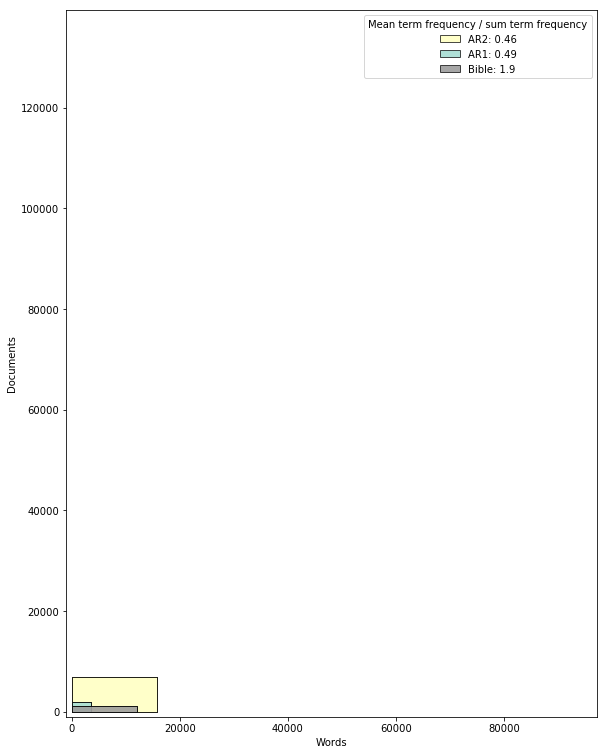 Mean term frequency / sum term frequency
AR2: 0.46
AR1: 0.49
Bible: 1.9
120000
100000
80000
60000
40000
20000
0
Documents
0 20000 40000 60000 80000
Words